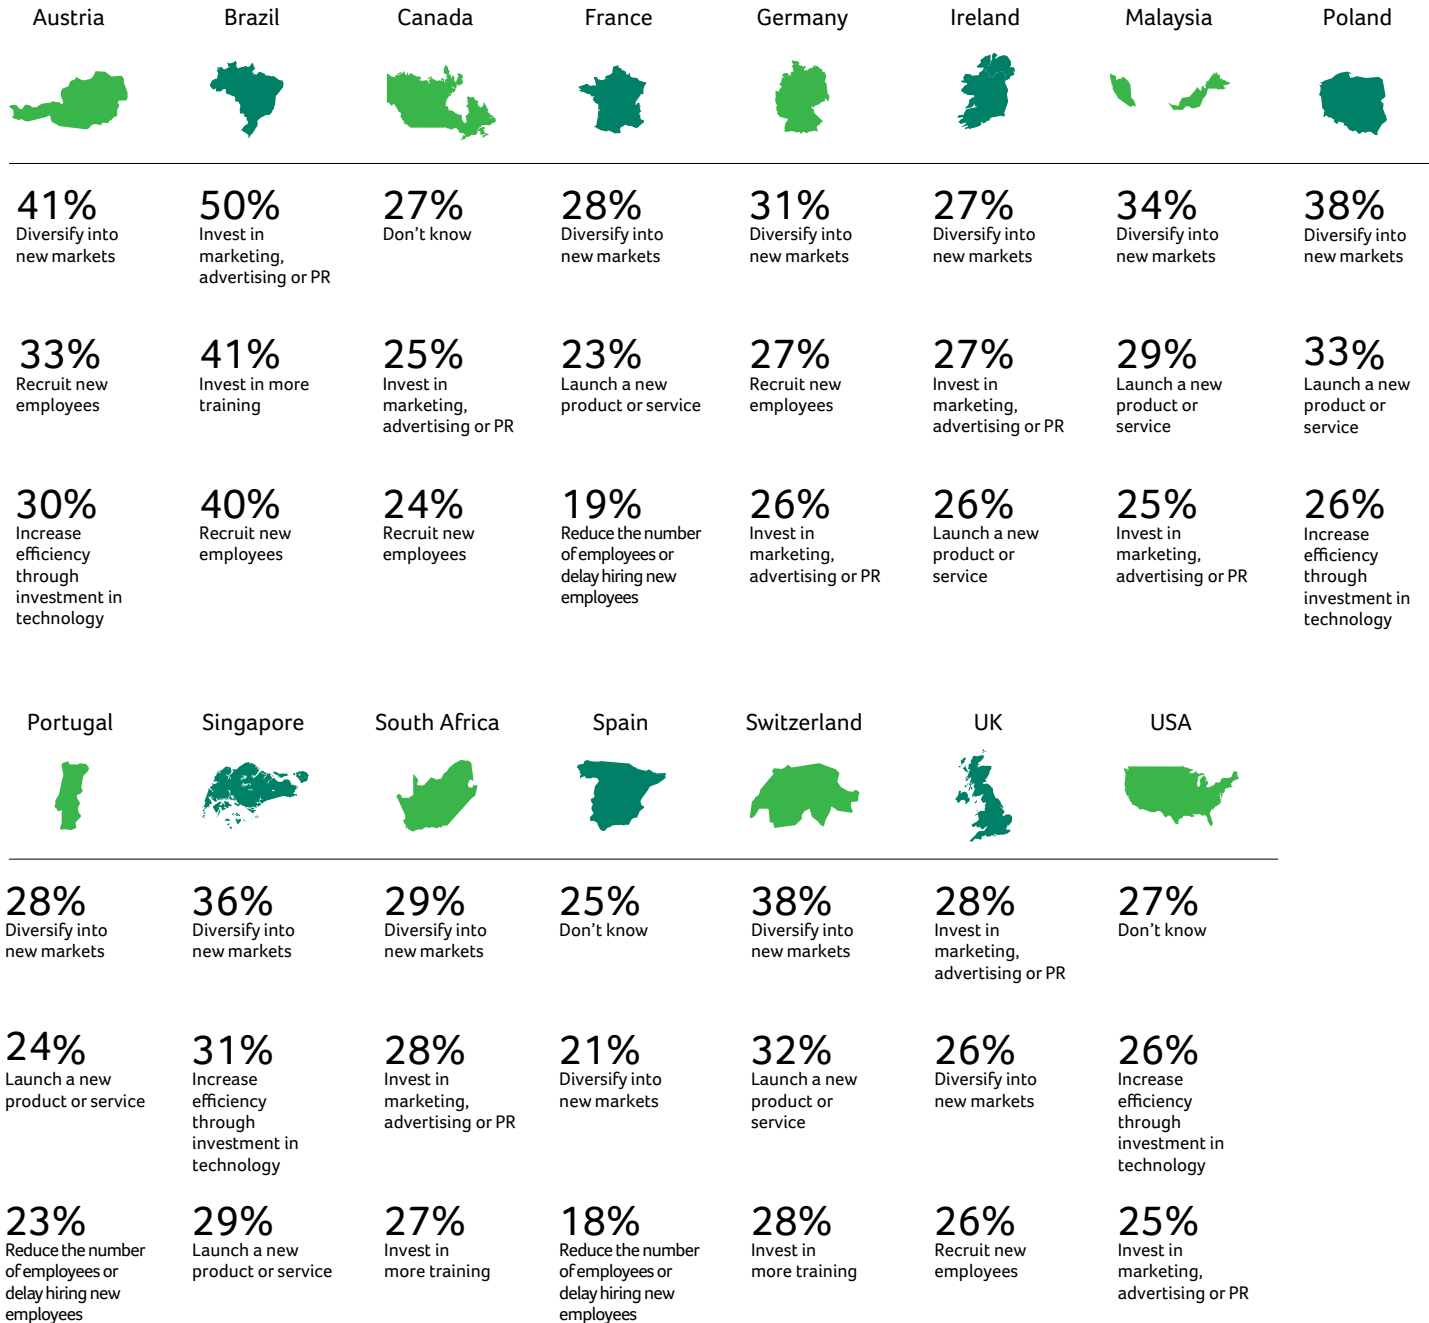 Austria
Brazil
Canada
France
Germany
Ireland
Malaysia
Poland
41%
Diversify into
new markets
50%
Invest in
marketing,
advertising or PR
27%
Don't know
28%
Diversify into
new markets
31%
Diversify into
new markets
27%
Diversify into
new markets
34%
Diversify into
new markets
38%
Diversify into
new markets
33%
Recruit new
employees
41%
Invest in more
training
25%
Invest in
marketing,
advertising or PR
23%
Launch a new
product or service
27%
Recruit new
employees
27%
Invest in
marketing,
advertising or PR
29%
Launch a new
product or
service
33%
Launch a new
product or
service
30%
Increase
efficiency
through
investment in
technology
40%
Recruit new
employees
24%
Recruit new
employees
19%
Reduce the number
of employees or
delay hiring new
employees
26%
Invest in
marketing,
advertising or PR
26%
Launch a new
product or
service
25%
Invest in
marketing,
advertising or PR
26%
Increase
efficiency
through
investment in
technology
Portugal
Singapore
South Africa
Spain
Switzerland
UK
USA
28%
Diversify into
new markets
36%
Diversify into
new markets
29%
Diversify into
new markets
25%
Don't know
38%
Diversify into
new markets
28%
Invest in
marketing,
advertising or PR
27%
Don't know
24%
Launch a new
product or service
31%
Increase
efficiency
through
investment in
technology
28%
Invest in
marketing,
advertising or PR
21%
Diversify into
new markets
32%
Launch a new
product or
service
26%
Diversify into
new markets
26%
Increase
efficiency
through
investment in
technology
23%
Reduce the number
of employees or
delay hiring new
employees
29%
Launch a new
product or service
27%
Invest in
more training
18%
Reduce the number
of employees or
delay hiring new
employees
28%
Invest in
more training
26%
Recruit new
employees
25%
Invest in
marketing,
advertising or PR